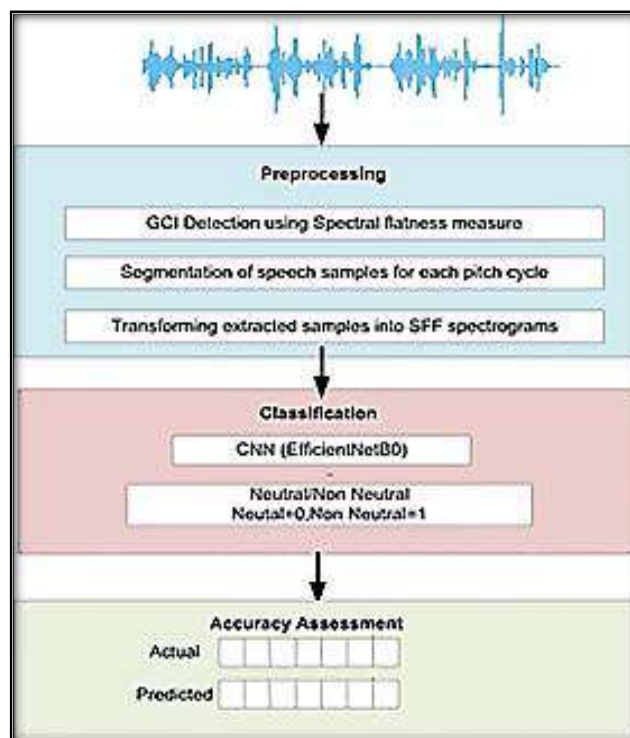 Preprocessing
GCI Detection using Spectral flatness measure
Segmentation of speech samples for each pitch cycle
Transforming extracted samples into SFF spectrograms
Classification
CNN (EfficientNetB0)
Neutral/Non Neutral
Neutal=0,Non Neutral=1
Accuracy Assessment
Actual
Predicted